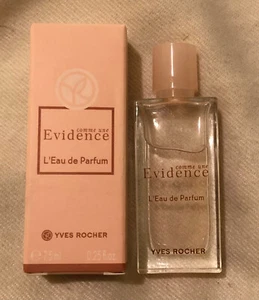 comme une
Evidence
L'Eau de Parfum
YVES ROCHER
comme une
Evidence
L'Eau de Parfum
YVES ROCHER